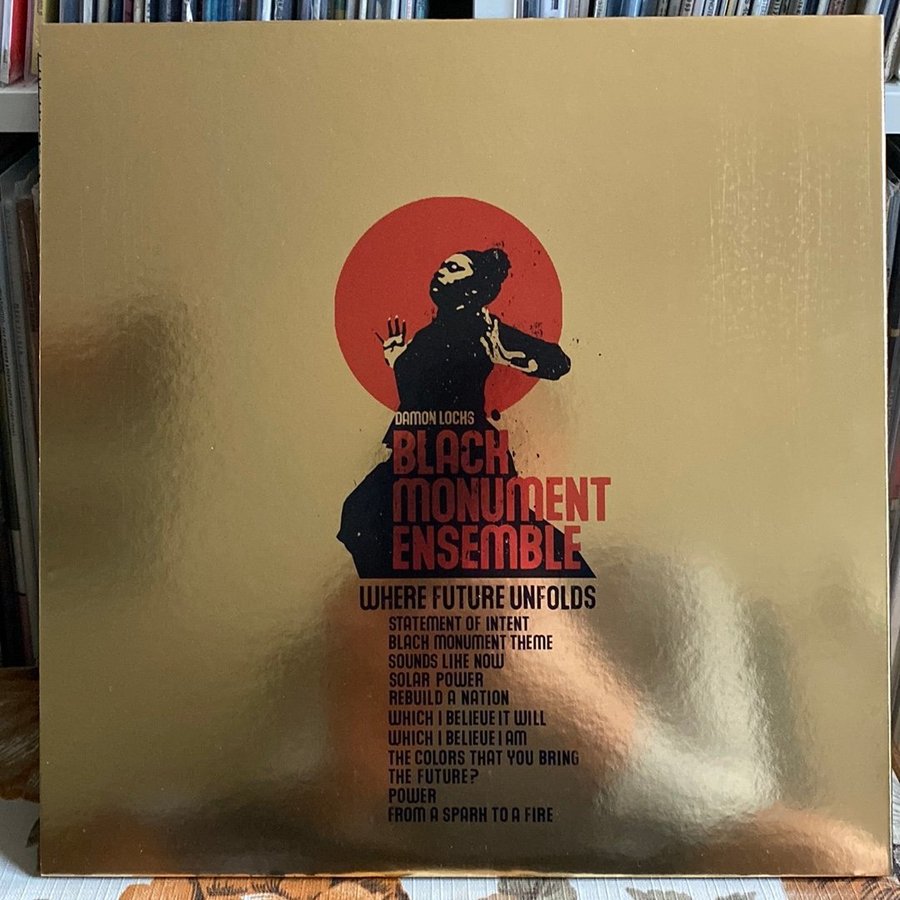 DAMON LOCKS
BLACK
MONUMENT
ENSEMBLE
WHERE FUTURE UNFOLDS
STATEMENT OF INTENT
BLACK MONUMENT THEME
SOUNDS LIKE NOW
SOLAR POWER
REBUILD A NATION
WHICH I BELIEVE IT WILL
WHICH I BELIEVE I AM
THE COLORS THAT YOU BRING
THE FUTURE?
POWER
FROM A SPARK TO A FIRE